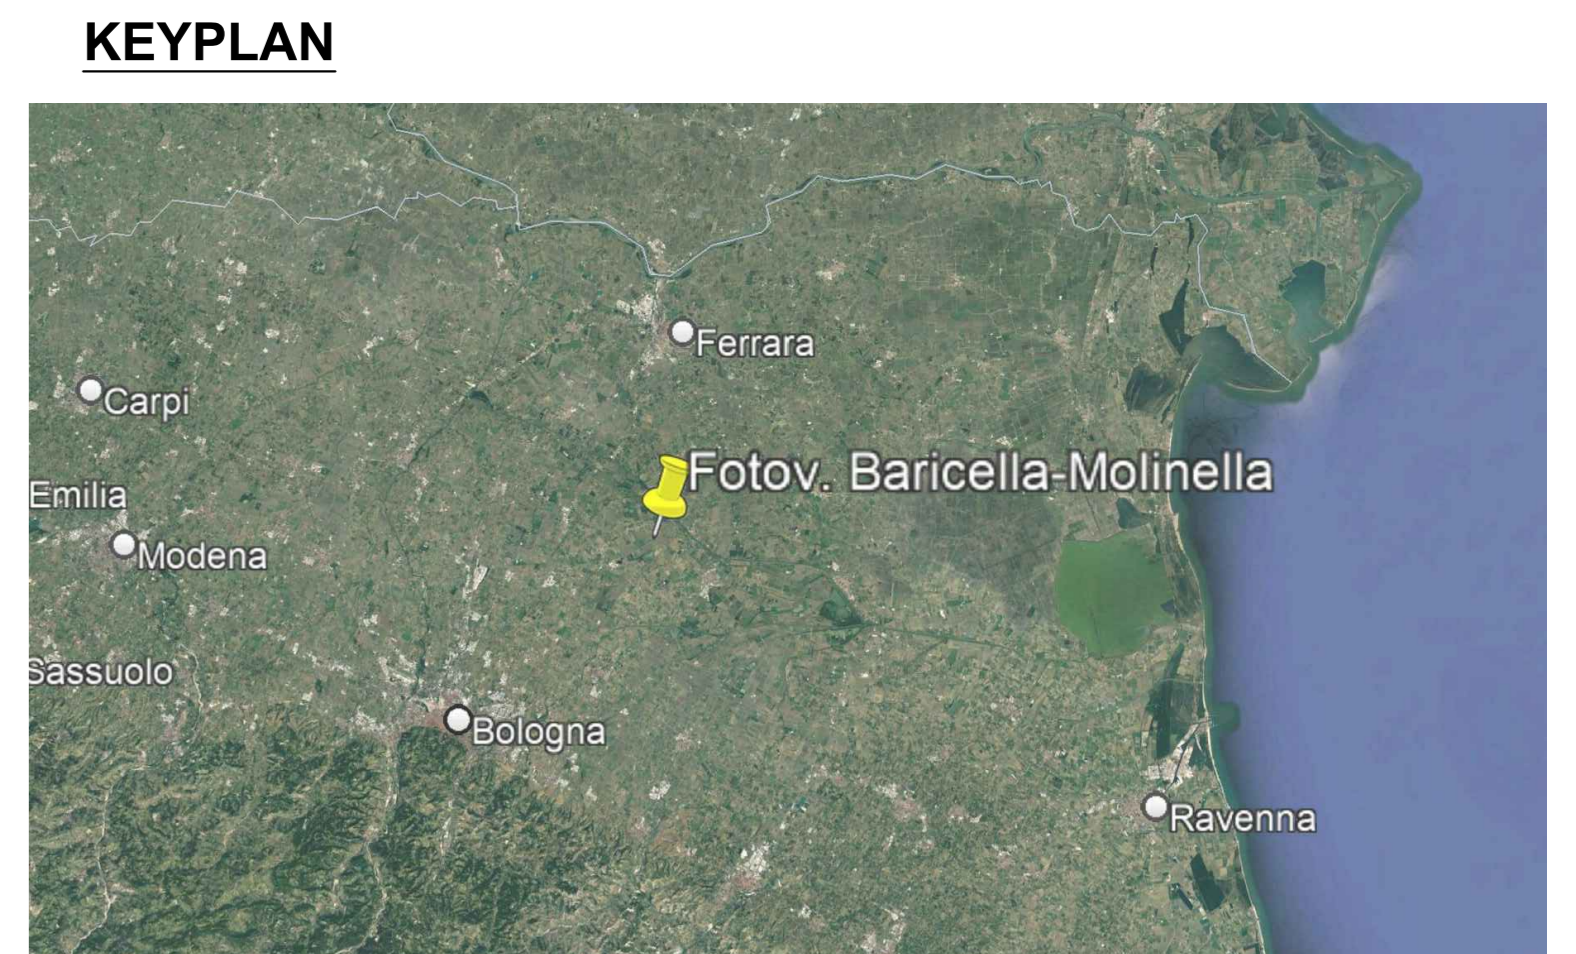 KEYPLAN
Ferrara
Carpi
Fotov. Baricella-Molinella
Emilia
Modena
Sassuolo
Bologna
Ravenna